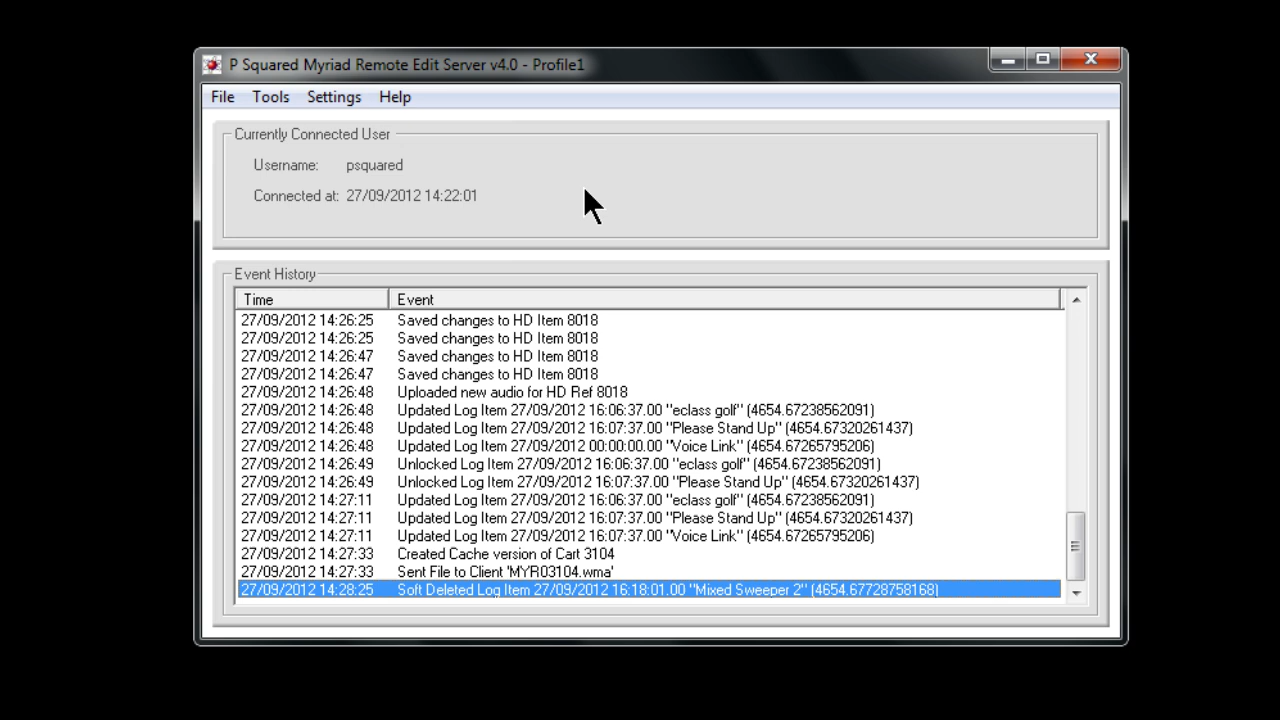 P Squared Myriad Remote Edit Server v4.0 - Profile1
File Tools Settings Help
Currently Connected User
Username: psquared
Connected at: 27/09/2012 14:22:01
Event History
Time Event
27/09/2012 14:26:25 Saved changes to HD Item 8018
27/09/2012 14:26:25 Saved changes to HD Item 8018
27/09/2012 14:26:47 Saved changes to HD Item 8018
27/09/2012 14:26:47 Saved changes to HD Item 8018
27/09/2012 14:26:48 Uploaded new audio for HD Ref 8018
27/09/2012 14:26:48 Updated Log Item 27/09/2012 16:06:37.00 "eclass golf" (4654.67238562091)
27/09/2012 14:26:48 Updated Log Item 27/09/2012 16:07:37.00 "Please Stand Up" (4654.67320261437)
27/09/2012 14:26:48 Updated Log Item 27/09/2012 00:00:00.00 "Voice Link" (4654.67265795206)
27/09/2012 14:26:49 Unlocked Log Item 27/09/2012 16:06:37.00 "eclass golf" (4654.67238562091)
27/09/2012 14:26:49 Unlocked Log Item 27/09/2012 16:07:37.00 "Please Stand Up" (4654.67320261437)
27/09/2012 14:27:11 Updated Log Item 27/09/2012 16:06:37.00 "eclass golf" (4654.67238562091)
27/09/2012 14:27:11 Updated Log Item 27/09/2012 16:07:37.00 "Please Stand Up" (4654.67320261437)
27/09/2012 14:27:11 Updated Log Item 27/09/2012 16:07:37.00 "Voice Link" (4654.67265795206)
27/09/2012 14:27:33 Created Cache version of Cart 3104
27/09/2012 14:27:33 Sent File to Client 'MYR03104.wma'
27/09/2012 14:28:25 Soft Deleted Log Item 27/09/2012 16:18:01.00 "Mixed Sweeper 2" (4654.67728758168)